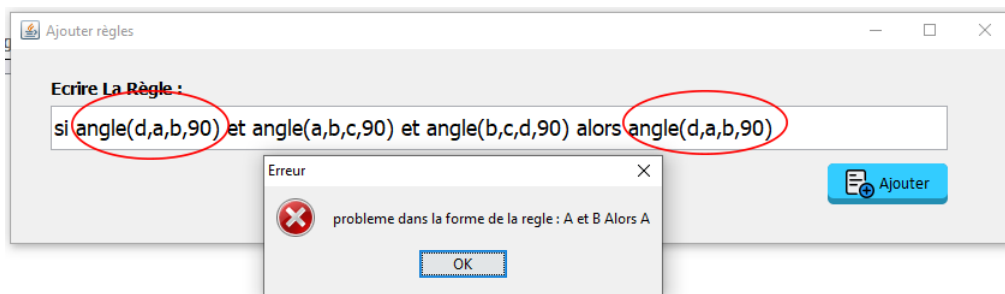 Ajouter règles
Ecrire La Règle :
si angle(d,a,b,90) et angle(a,b,c,90) et angle(b,c,d,90) alors angle(d,a,b,90)
Ajouter
Erreur
probleme dans la forme de la regle : A et B Alors A
OK